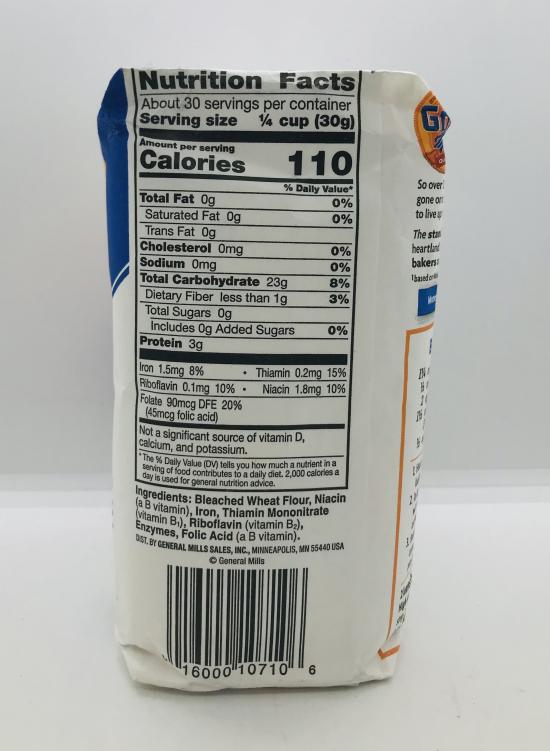 Nutrition Facts
About 30 servings per container
Serving size ¼ cup (30g)
Amount per serving
Calories 110
% Daily Value*
Total Fat 0g 0%
Saturated Fat 0g 0%
Trans Fat 0g
Cholesterol 0mg 0%
Sodium 0mg 0%
Total Carbohydrate 23g 8%
Dietary Fiber less than 1g 3%
Total Sugars 0g
Includes 0g Added Sugars 0%
Protein 3g
Iron 1.5mg 8% • Thiamin 0.2mg 15%
Riboflavin 0.1mg 10% • Niacin 1.8mg 10%
Folate 90mcg DFE 20%
(45mcg folic acid)
Not a significant source of vitamin D,
calcium, and potassium.
*The % Daily Value (DV) tells you how much a nutrient in a
serving of food contributes to a daily diet. 2,000 calories a
day is used for general nutrition advice.
Ingredients: Bleached Wheat Flour, Niacin
(a B vitamin), Iron, Thiamin Mononitrate
(vitamin B₁), Riboflavin (vitamin B₂),
Enzymes, Folic Acid (a B vitamin).
DIST. BY GENERAL MILLS SALES, INC., MINNEAPOLIS, MN 55440 USA
© General Mills
16000 10710 6
So over
gone on
to live
The
heartland
bakers